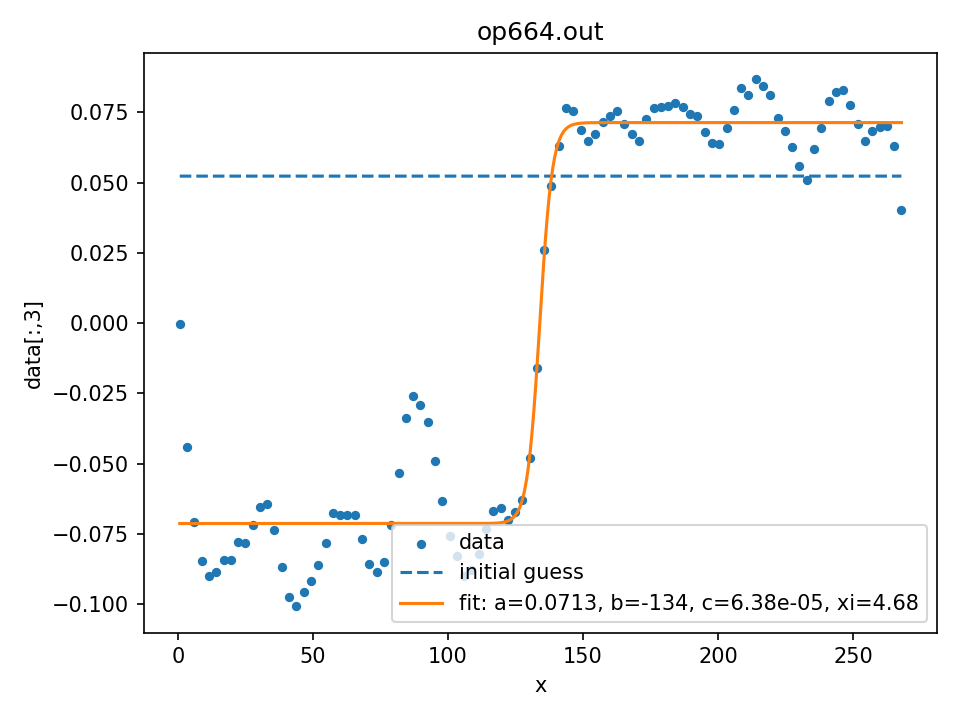 op664.out
0.075
0.050
0.025
0.000
−0.025
−0.050
−0.075
−0.100
data[:,3]
data
initial guess
fit: a=0.0713, b=-134, c=6.38e-05, xi=4.68
0 50 100 150 200 250
x